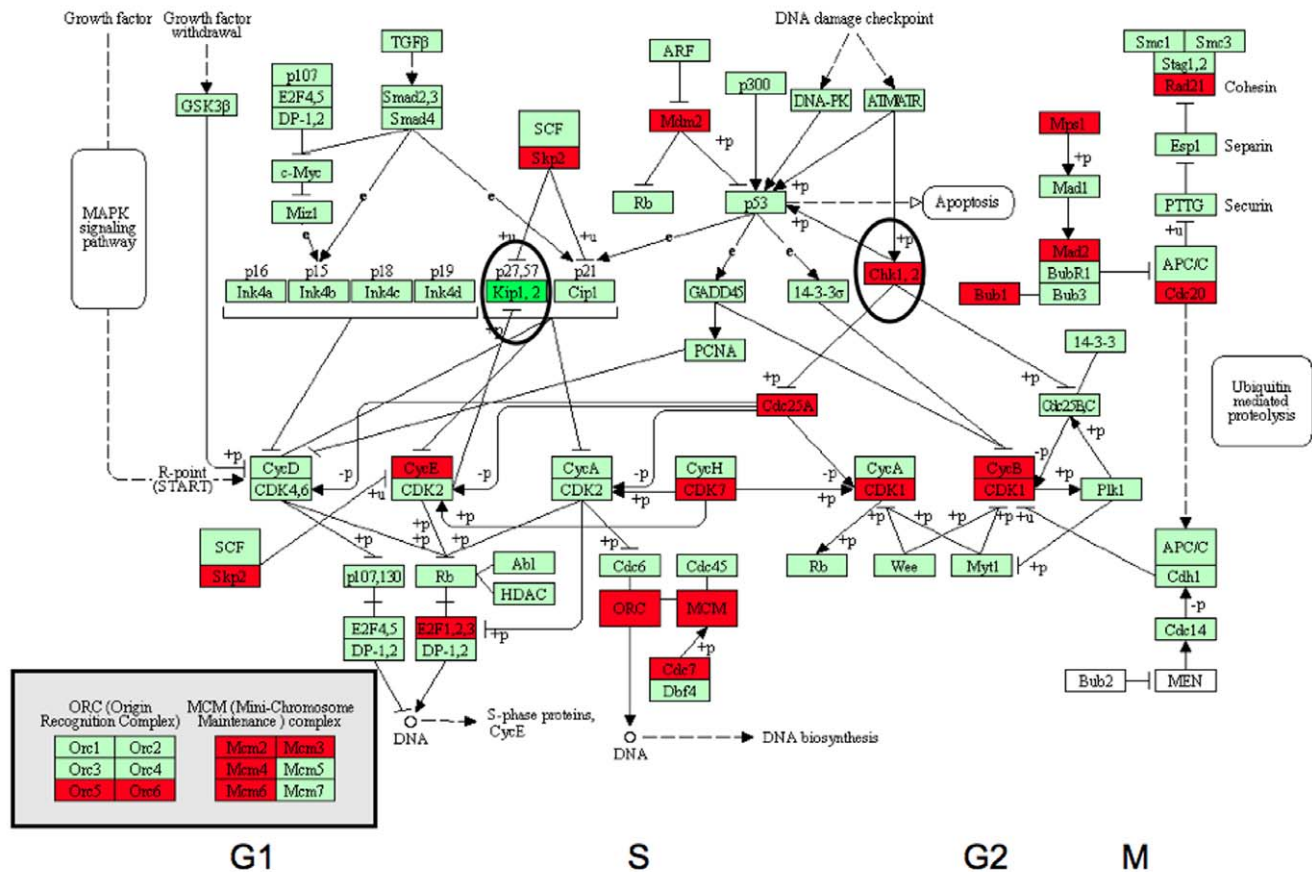 Growth factor
Growth factor
withdrawal
TGFβ
DNA damage checkpoint
ARF
Smc1
Smc3
Stag1,2
Rad21
Cohesin
p107
E2F4,5
DP-1,2
GSK3β
Smad2,3
Smad4
p300
DNA-PK
ATM/ATR
SCF
Skp2
Mdm2
+p
Mps1
+p
Esp1
Separin
c-Myc
Miz1
Rb
p53
+p
Apoptosis
Mad1
PTTG
Securin
MAPK
signaling
pathway
e
e
e
+u
+u
e
e
e
+p
+u
p16
Ink4a
p15
Ink4b
p18
Ink4c
p19
Ink4d
p27,57
Kip1, 2
p21
Cip1
GADD45
14-3-3σ
Chk1, 2
Bub1
Mad2
BubR1
Bub3
APC/C
Cdc20
+p
PCNA
14-3-3
Ubiquitin
mediated
proteolysis
+p
+p
Cdc25A
Cdc25B,C
+p
R-point
(START)
+p
CycD
CDK4,6
-p
+u
CycE
CDK2
-p
+p
CycA
CDK2
-p
+p
CycH
CDK7
+p
-p
CycA
CDK1
CycB
CDK1
-p
+p
Plk1
SCF
Skp2
+p
+p
+p
+p
+p
+p
+p
+p
+u
p107,130
Rb
Abl
HDAC
Cdc6
Cdc45
Rb
Wee
Myt1
+p
APC/C
Cdh1
E2F4,5
DP-1,2
E2F1,2,3
DP-1,2
+p
ORC
MCM
+p
-p
Cdc14
Cdc7
Dbf4
Bub2
MEN
DNA
S-phase proteins,
CycE
DNA
DNA biosynthesis
ORC (Origin
Recognition Complex)
MCM (Mini-Chromosome
Maintenance ) complex
Orc1
Orc2
Mcm2
Mcm3
Orc3
Orc4
Mcm4
Mcm5
Orc5
Orc6
Mcm6
Mcm7
G1
S
G2
M